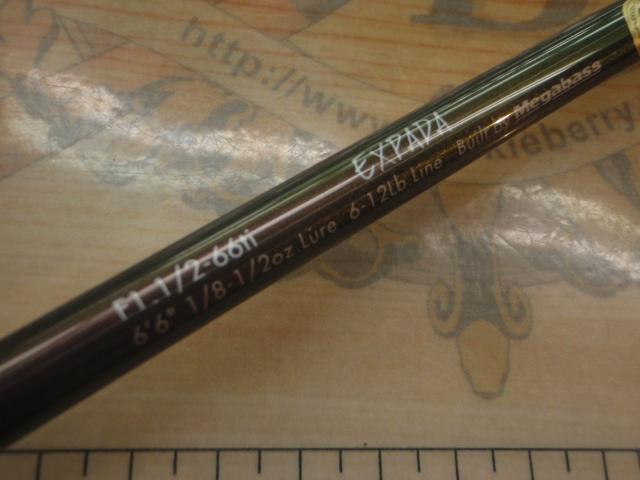 http://www.
kleberry
EXPADA
F1.1/2-66ti
6'6" 1/8-1/2oz.Lure 6-12Lb.Line Built by Megabass